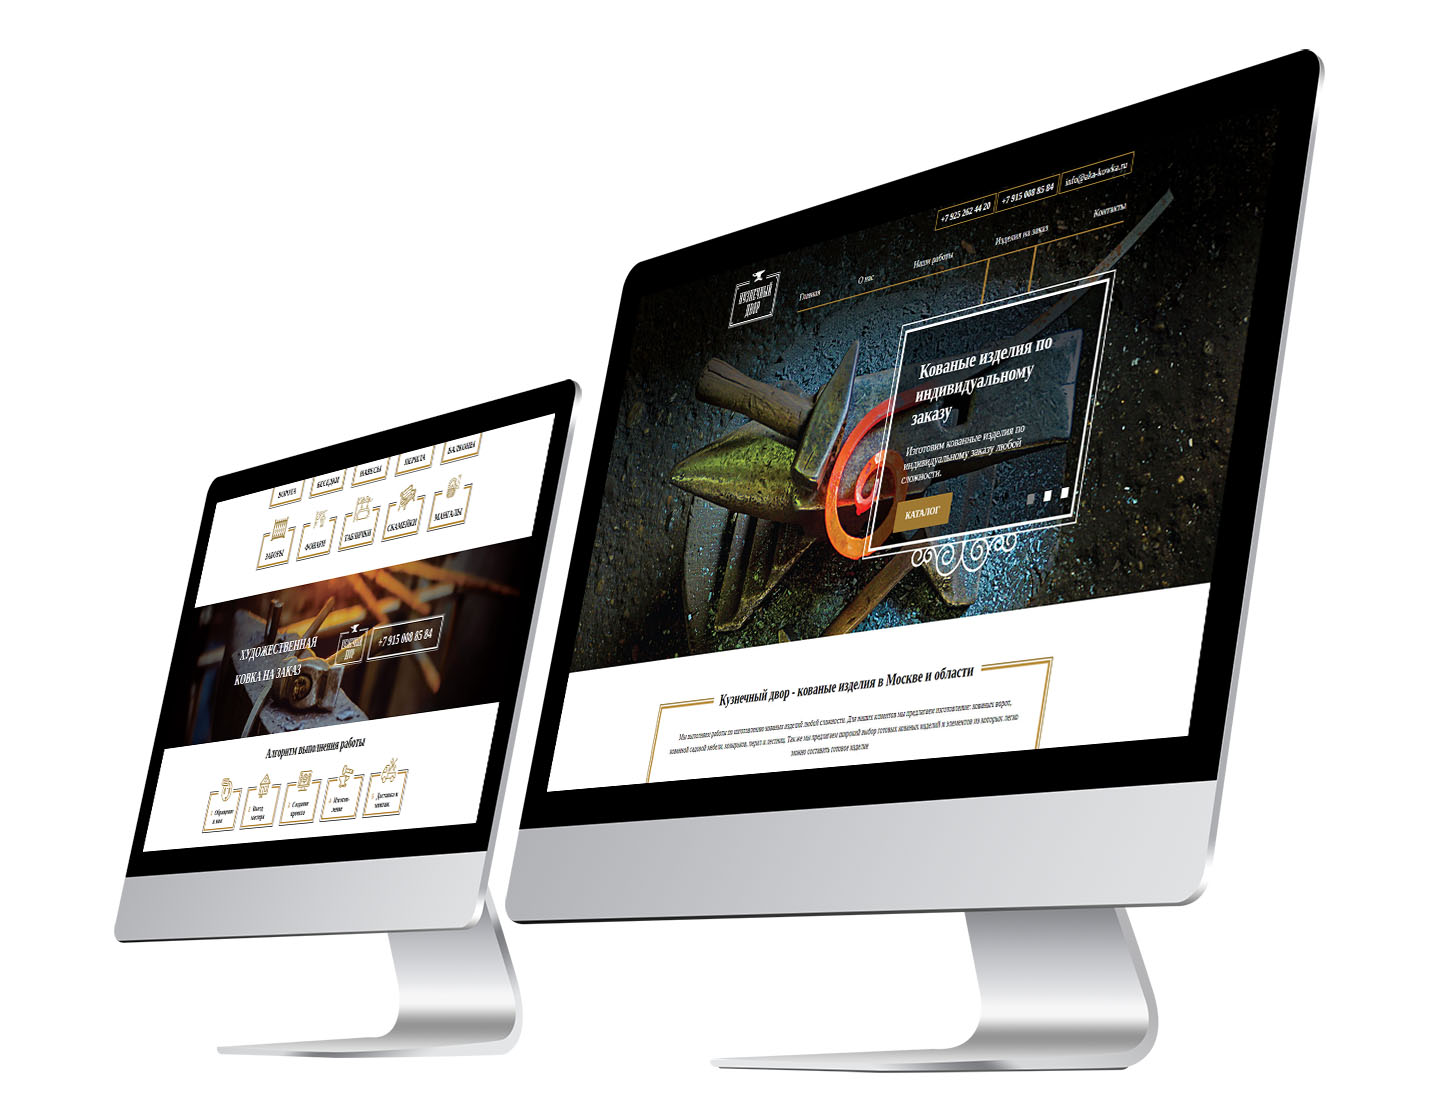 +7 925 262 44 20
+7 915 008 85 84
info@aka-kowka.ru
Главная
О нас
Наши работы
Изделия на заказ
Контакты
КУЗНЕЧНЫЙ
ДВОР
Кованые изделия по
индивидуальному
заказу
Изготовим кованные изделия по
индивидуальному заказу любой
сложности.
КАТАЛОГ
Кузнечный двор - кованые изделия в Москве и области
Мы выполняем работы по изготовлению кованых изделий любой сложности. Для наших клиентов мы предлагаем изготовление: кованых ворот,
кованой садовой мебели, козырьков, перил и лестниц. Так же мы предлагаем широкий выбор готовых кованых изделий и элементов из которых легко
можно составить готовое изделие
ВОРОТА
БЕСЕДКИ
НАВЕСЫ
ПЕРИЛА
БАЛКОНЫ
ЗАБОРЫ
ФОНАРИ
ТАБЛИЧКИ
СКАМЕЙКИ
МАНГАЛЫ
ХУДОЖЕСТВЕННАЯ
КОВКА НА ЗАКАЗ
КУЗНЕЧНЫЙ
ДВОР
+7 915 008 85 84
Алгоритм выполнения работы
1 Обращение
к нам
2 Выезд
мастера
3 Создание
проекта
4 Изготов-
ление
5 Доставка и
монтаж